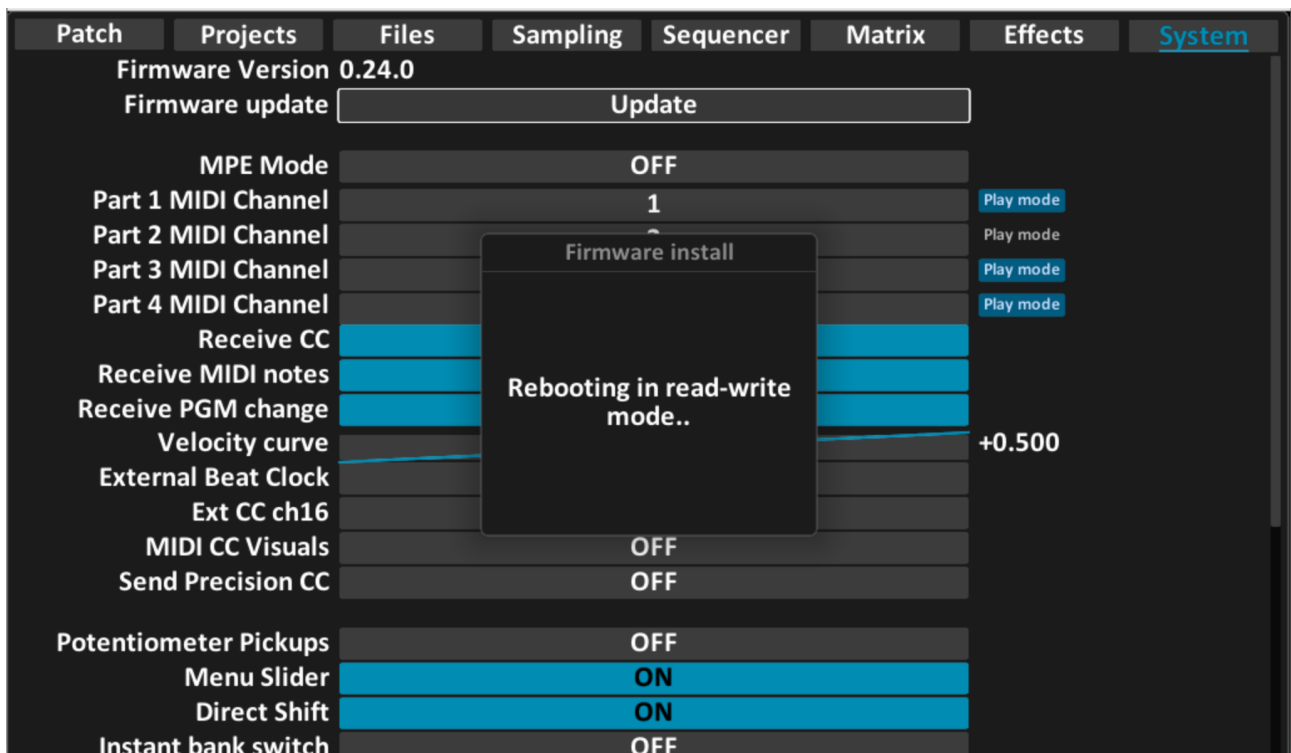 Patch Projects Files Sampling Sequencer Matrix Effects System
Firmware Version 0.24.0
Firmware update Update
MPE Mode OFF
Part 1 MIDI Channel 1 Play mode
Part 2 MIDI Channel Play mode
Part 3 MIDI Channel Play mode
Part 4 MIDI Channel Play mode
Receive CC
Receive MIDI notes
Receive PGM change
Velocity curve +0.500
External Beat Clock
Ext CC ch16
MIDI CC Visuals OFF
Send Precision CC OFF
Potentiometer Pickups OFF
Menu Slider ON
Direct Shift ON
Instant bank switch OFF
Firmware install
Rebooting in read-write
mode..